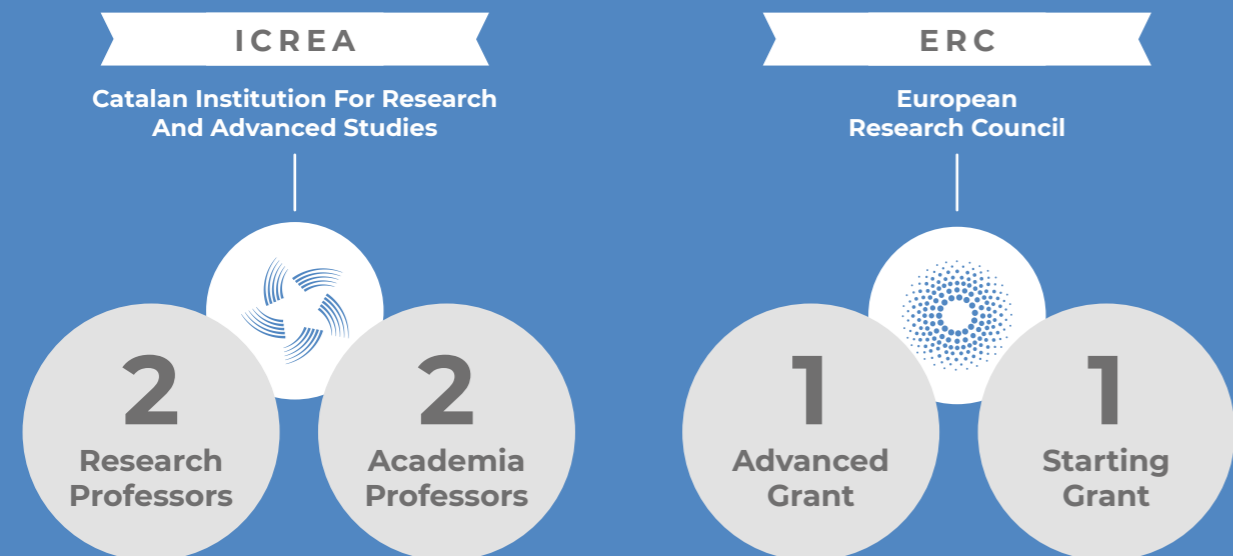 ICREA
Catalan Institution For Research
And Advanced Studies
2
Research
Professors
2
Academia
Professors
ERC
European
Research Council
1
Advanced
Grant
1
Starting
Grant